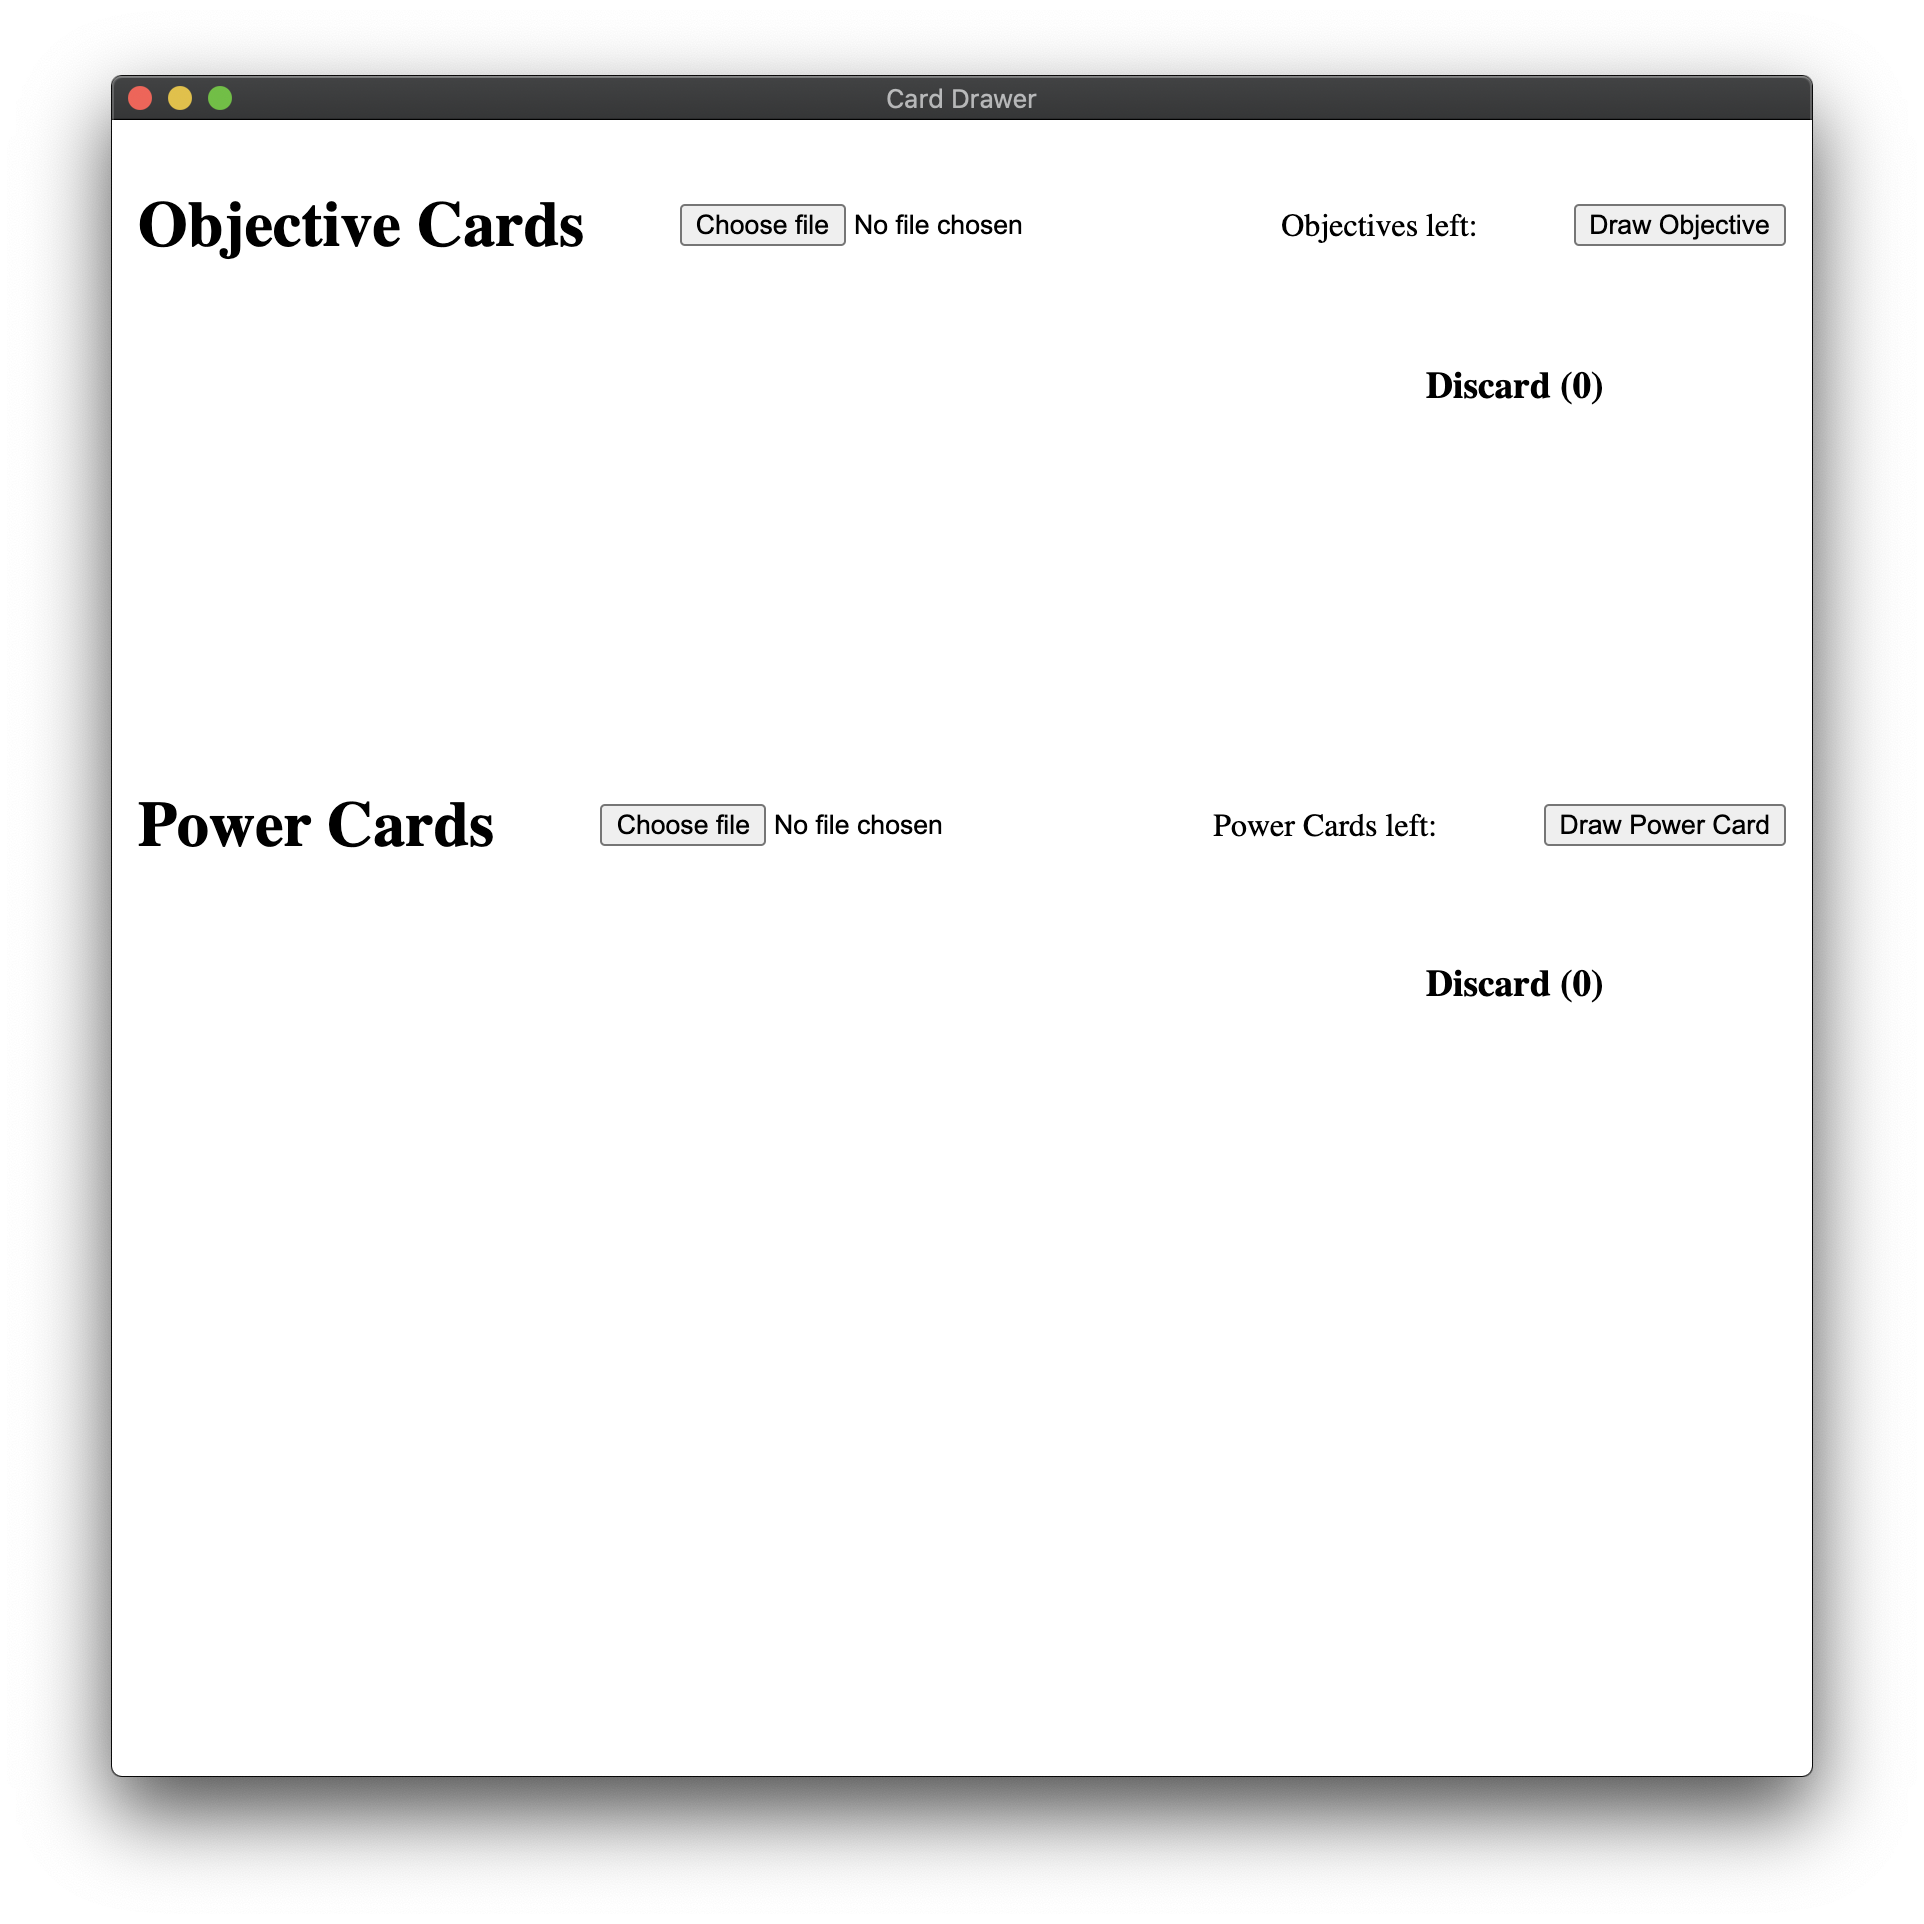 Card Drawer
Objective Cards Choose file No file chosen Objectives left: Draw Objective
Discard (0)
Power Cards Choose file No file chosen Power Cards left: Draw Power Card
Discard (0)